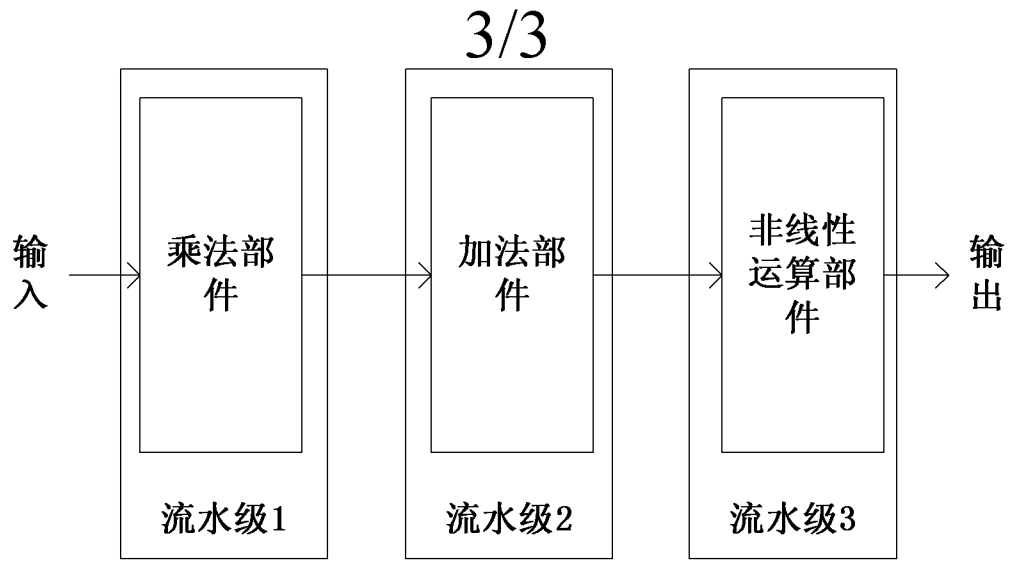 3/3
输
入
乘法部
件
流水级1
加法部
件
流水级2
非线性
运算部
件
流水级3
输
出